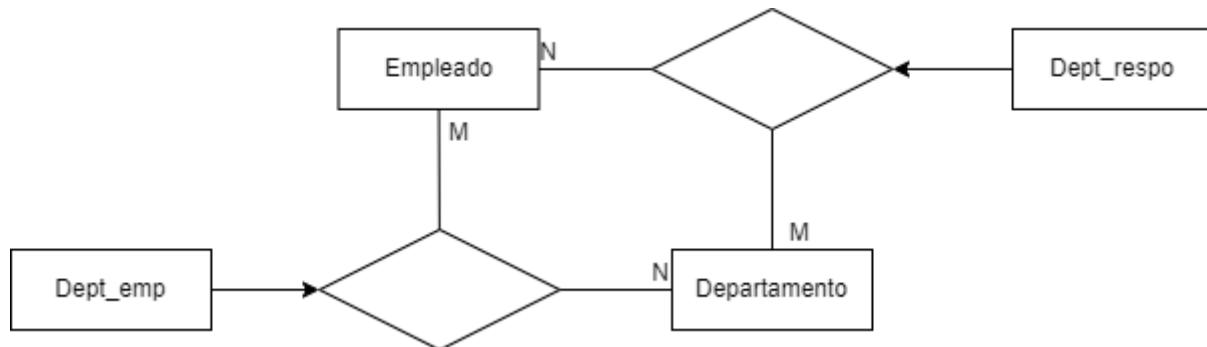 Empleado
N
Dept_respo
M
M
Dept_emp
N
Departamento